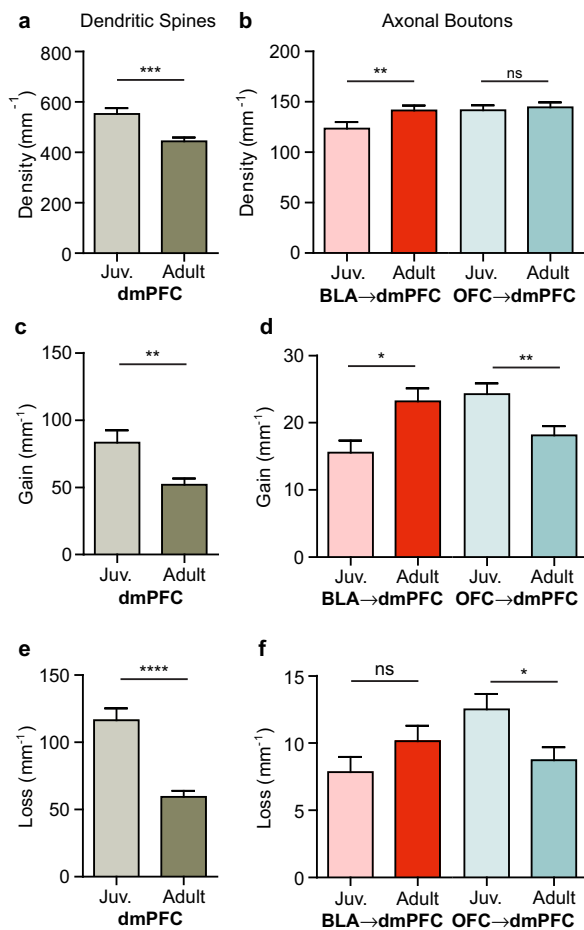 Dendritic Spines
Axonal Boutons
a
800
600
400
200
0
Density (mm⁻¹)
***
Juv. Adult
dmPFC
b
200
150
100
50
0
Density (mm⁻¹)
**
ns
Juv. Adult Juv. Adult
BLA→dmPFC OFC→dmPFC
c
150
100
50
0
Gain (mm⁻¹)
**
Juv. Adult
dmPFC
d
30
20
10
0
Gain (mm⁻¹)
*
**
Juv. Adult Juv. Adult
BLA→dmPFC OFC→dmPFC
e
150
100
50
0
Loss (mm⁻¹)
****
Juv. Adult
dmPFC
f
15
10
5
0
Loss (mm⁻¹)
ns
*
Juv. Adult Juv. Adult
BLA→dmPFC OFC→dmPFC